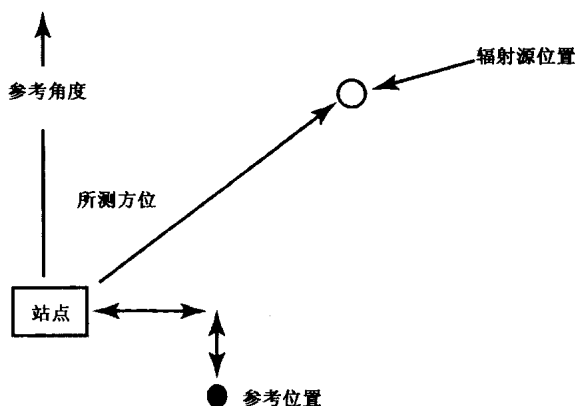 辐射源位置
参考角度
所测方位
站点
参考位置